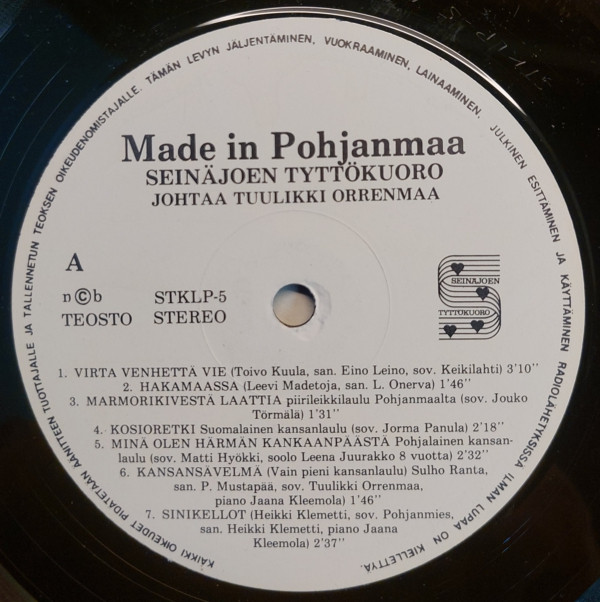 KAIKKI OIKEUDET PIDÄTETÄÄN ÄÄNITTEEN TUOTTAJALLE JA TALLENNETUN TEOKSEN OIKEUDENOMISTAJALLE. TÄMÄN LEVYN JÄLJENTÄMINEN, VUOKRAAMINEN, LAINAAMINEN, JULKINEN ESITTÄMINEN JA KÄYTTÄMINEN RADIOLÄHETYKSISSÄ ILMAN LUPAA ON KIELLETTYÄ.
Made in Pohjanmaa
SEINÄJOEN TYTTÖKUORO
JOHTAA TUULIKKI ORRENMAA
A
n©b STKLP-5
TEOSTO STEREO
SEINÄJOEN
TYTTÖKUORO
1. VIRTA VENHETTÄ VIE (Toivo Kuula, san. Eino Leino, sov. Keikilahti) 3'10''
2. HAKAMAASSA (Leevi Madetoja, san. L. Onerva) 1'46''
3. MARMORIKIVESTÄ LAATTIA piirileikkilaulu Pohjanmaalta (sov. Jouko
Törmälä) 1'31''
4. KOSIORETKI Suomalainen kansanlaulu (sov. Jorma Panula) 2'18''
5. MINÄ OLEN HÄRMÄN KANKAANPÄÄSTÄ Pohjalainen kansan-
laulu (sov. Matti Hyökki, soolo Leena Juurakko 8 vuotta) 2'32''
6. KANSANSÄVELMÄ (Vain pieni kansanlaulu) Sulho Ranta,
san. P. Mustapää, sov. Tuulikki Orrenmaa,
piano Jaana Kleemola) 1'46''
7. SINIKELLOT (Heikki Klemetti, sov. Pohjanmies,
san. Heikki Klemetti, piano Jaana
Kleemola) 2'37''